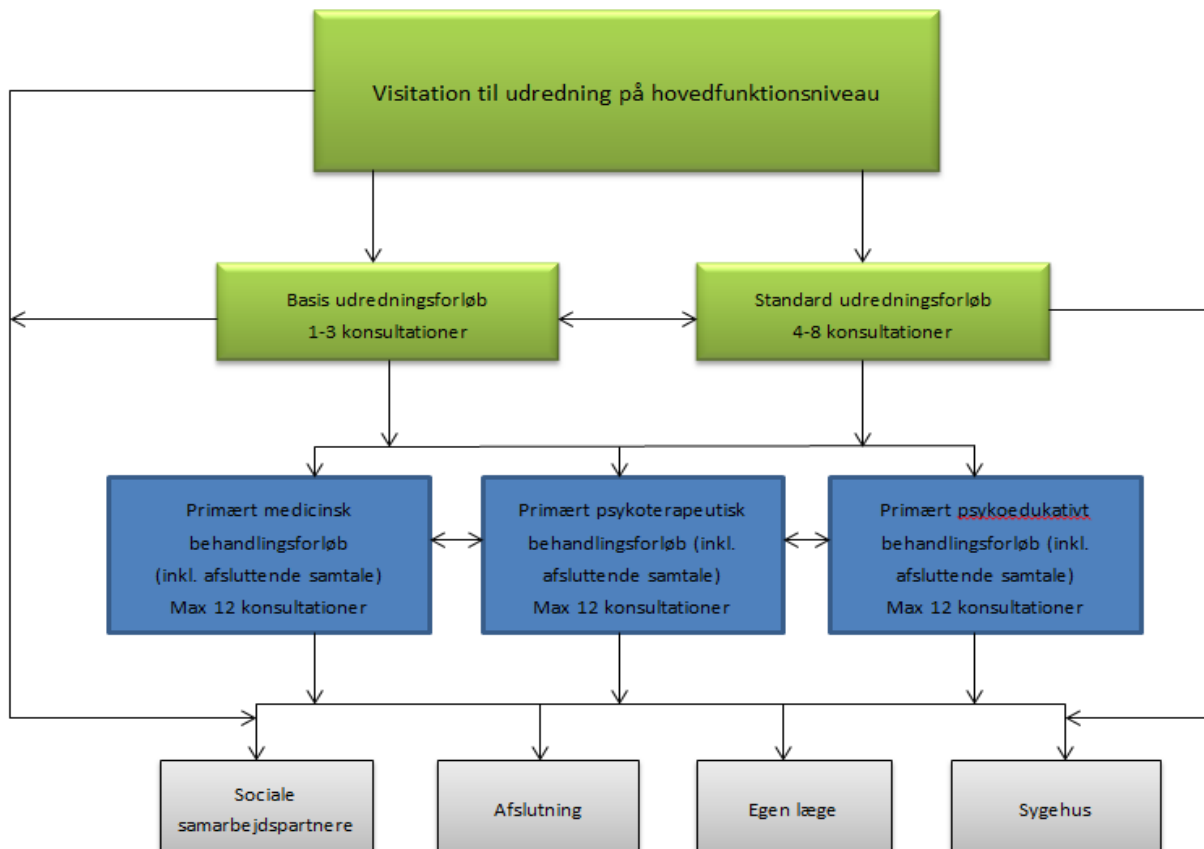 Visitation til udredning på hovedfunktionsniveau
Basis udredningsforløb
1-3 konsultationer
Standard udredningsforløb
4-8 konsultationer
Primært medicinsk
behandlingsforløb
(inkl. afsluttende samtale)
Max 12 konsultationer
Primært psykoterapeutisk
behandlingsforløb (inkl.
afsluttende samtale)
Max 12 konsultationer
Primært psykoedukativt
behandlingsforløb (inkl.
afsluttende samtale)
Max 12 konsultationer
Sociale
samarbejdspartnere
Afslutning
Egen læge
Sygehus